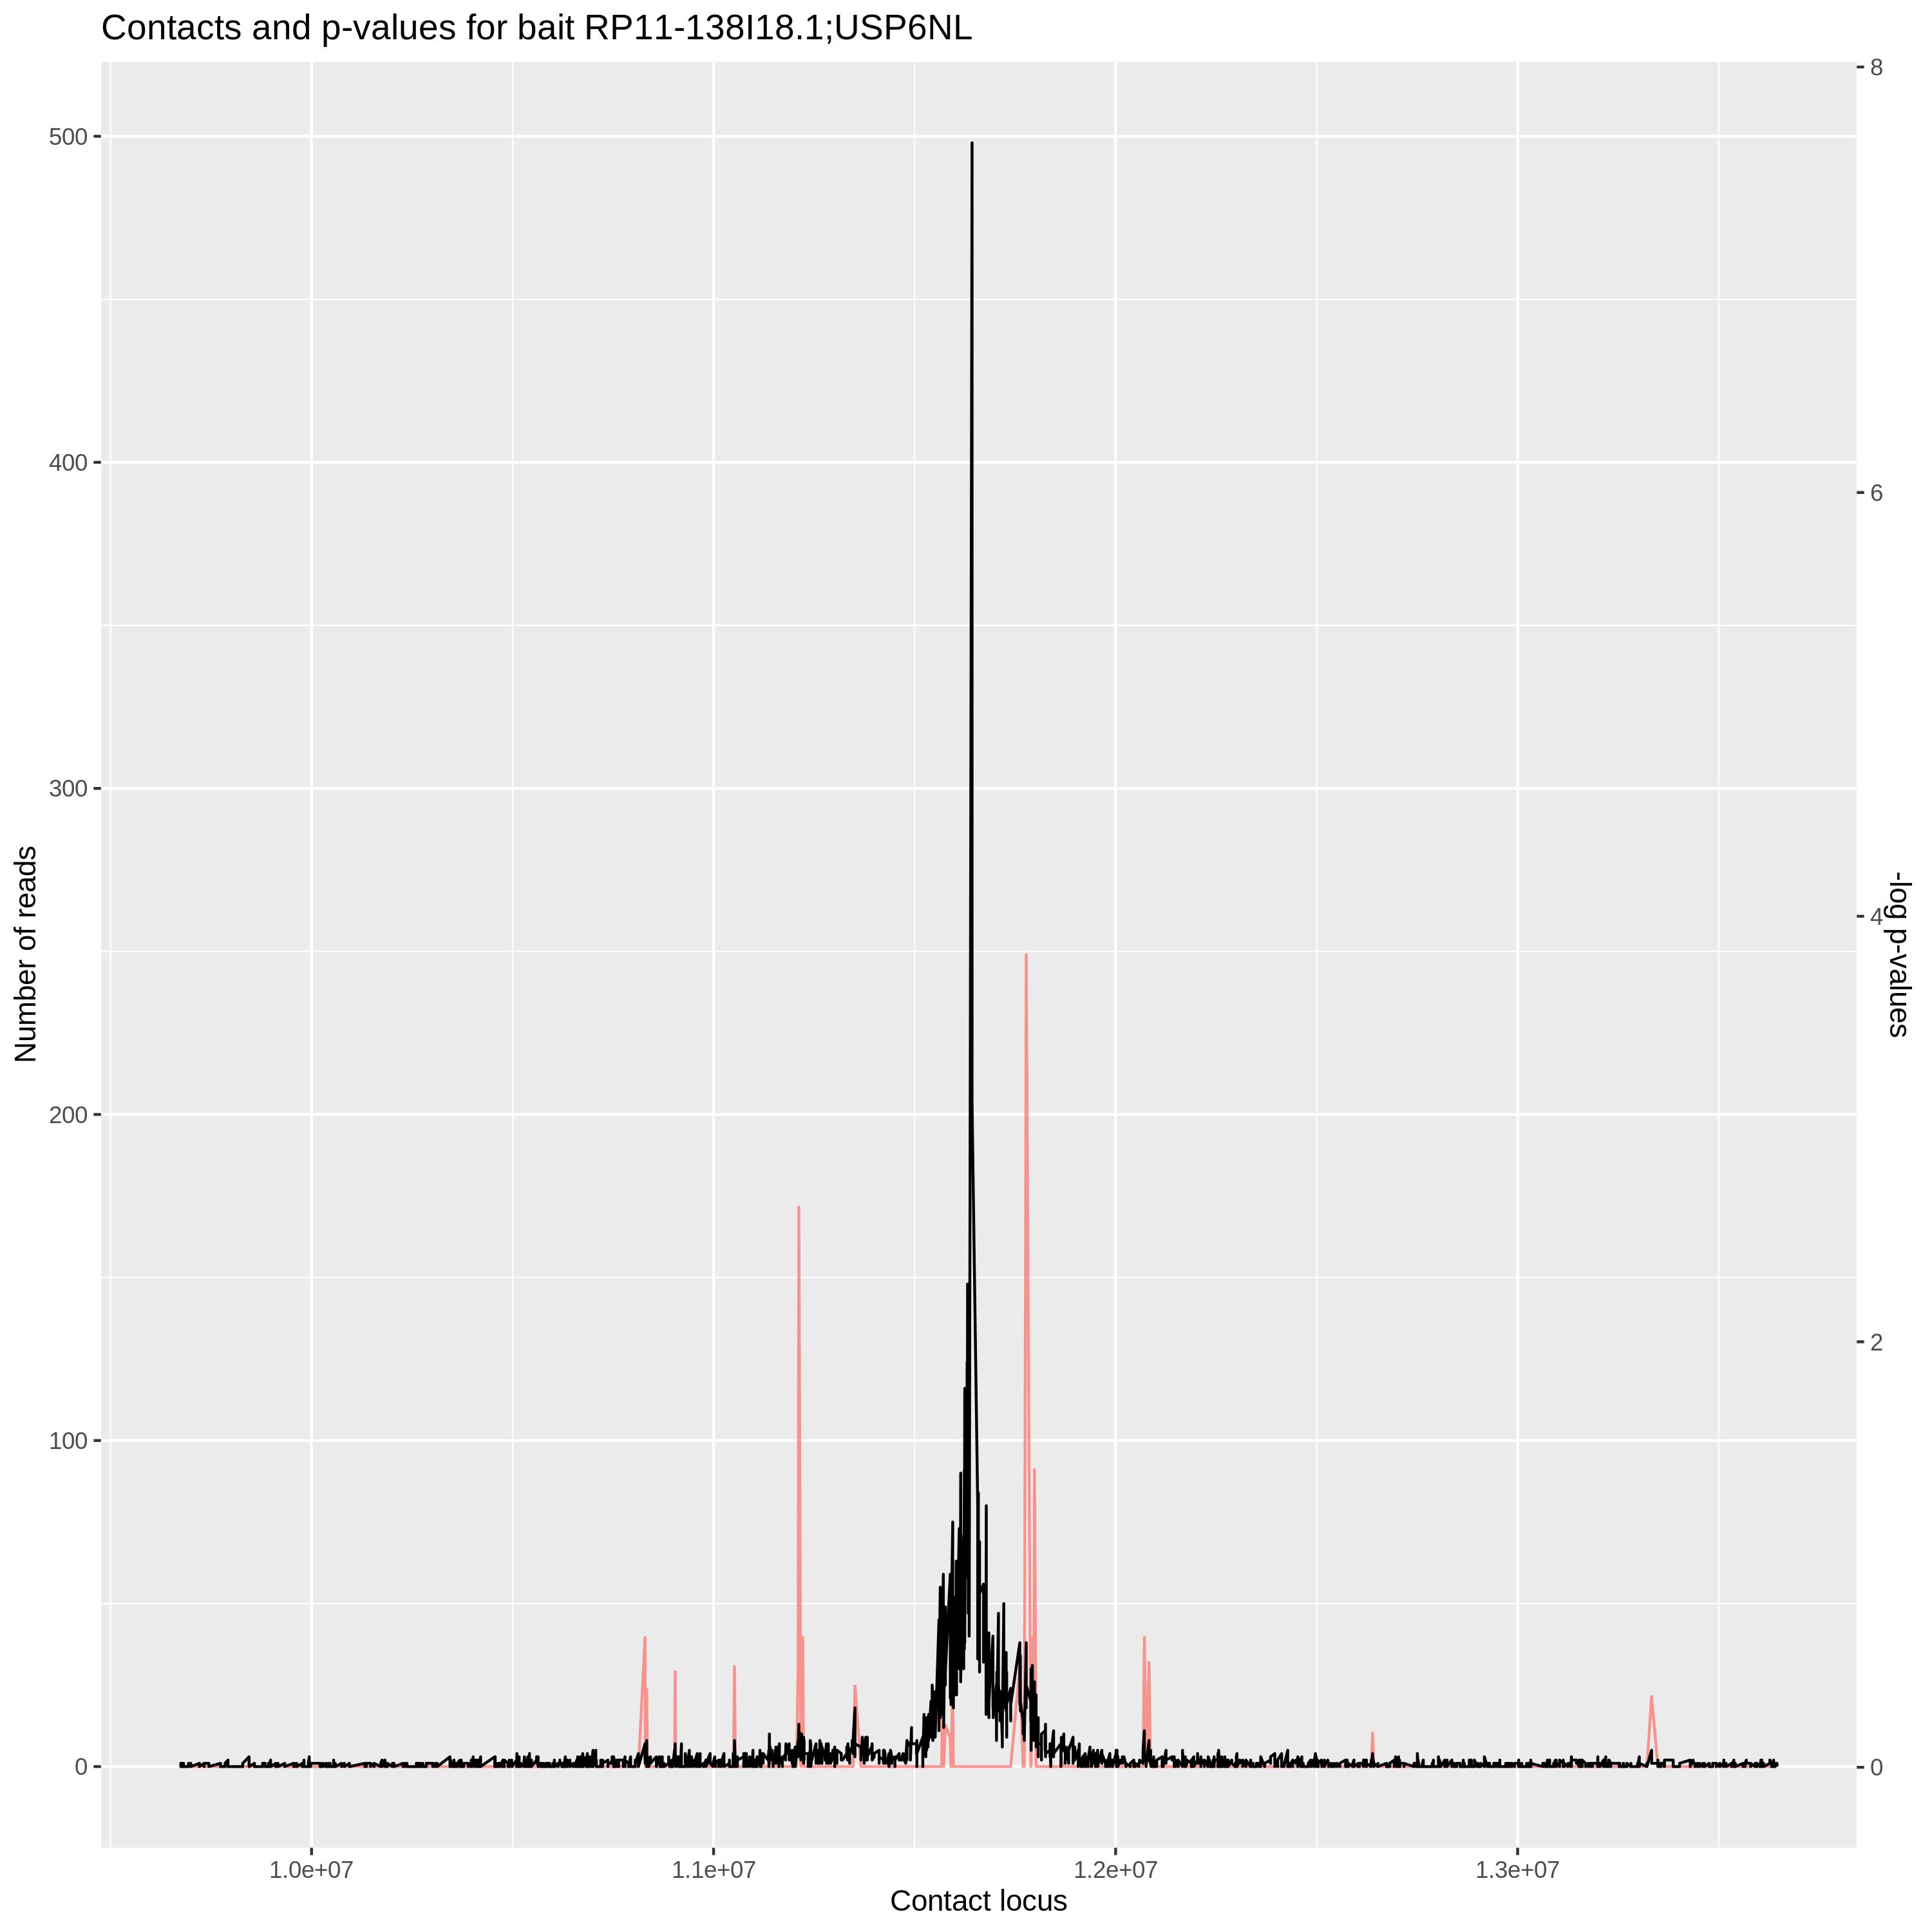 Contacts and p-values for bait RP11-138I18.1;USP6NL
500
400
300
200
100
0
Number of reads
8
6
4
2
0
-log p-values
1.0e+07
1.1e+07
1.2e+07
1.3e+07
Contact locus